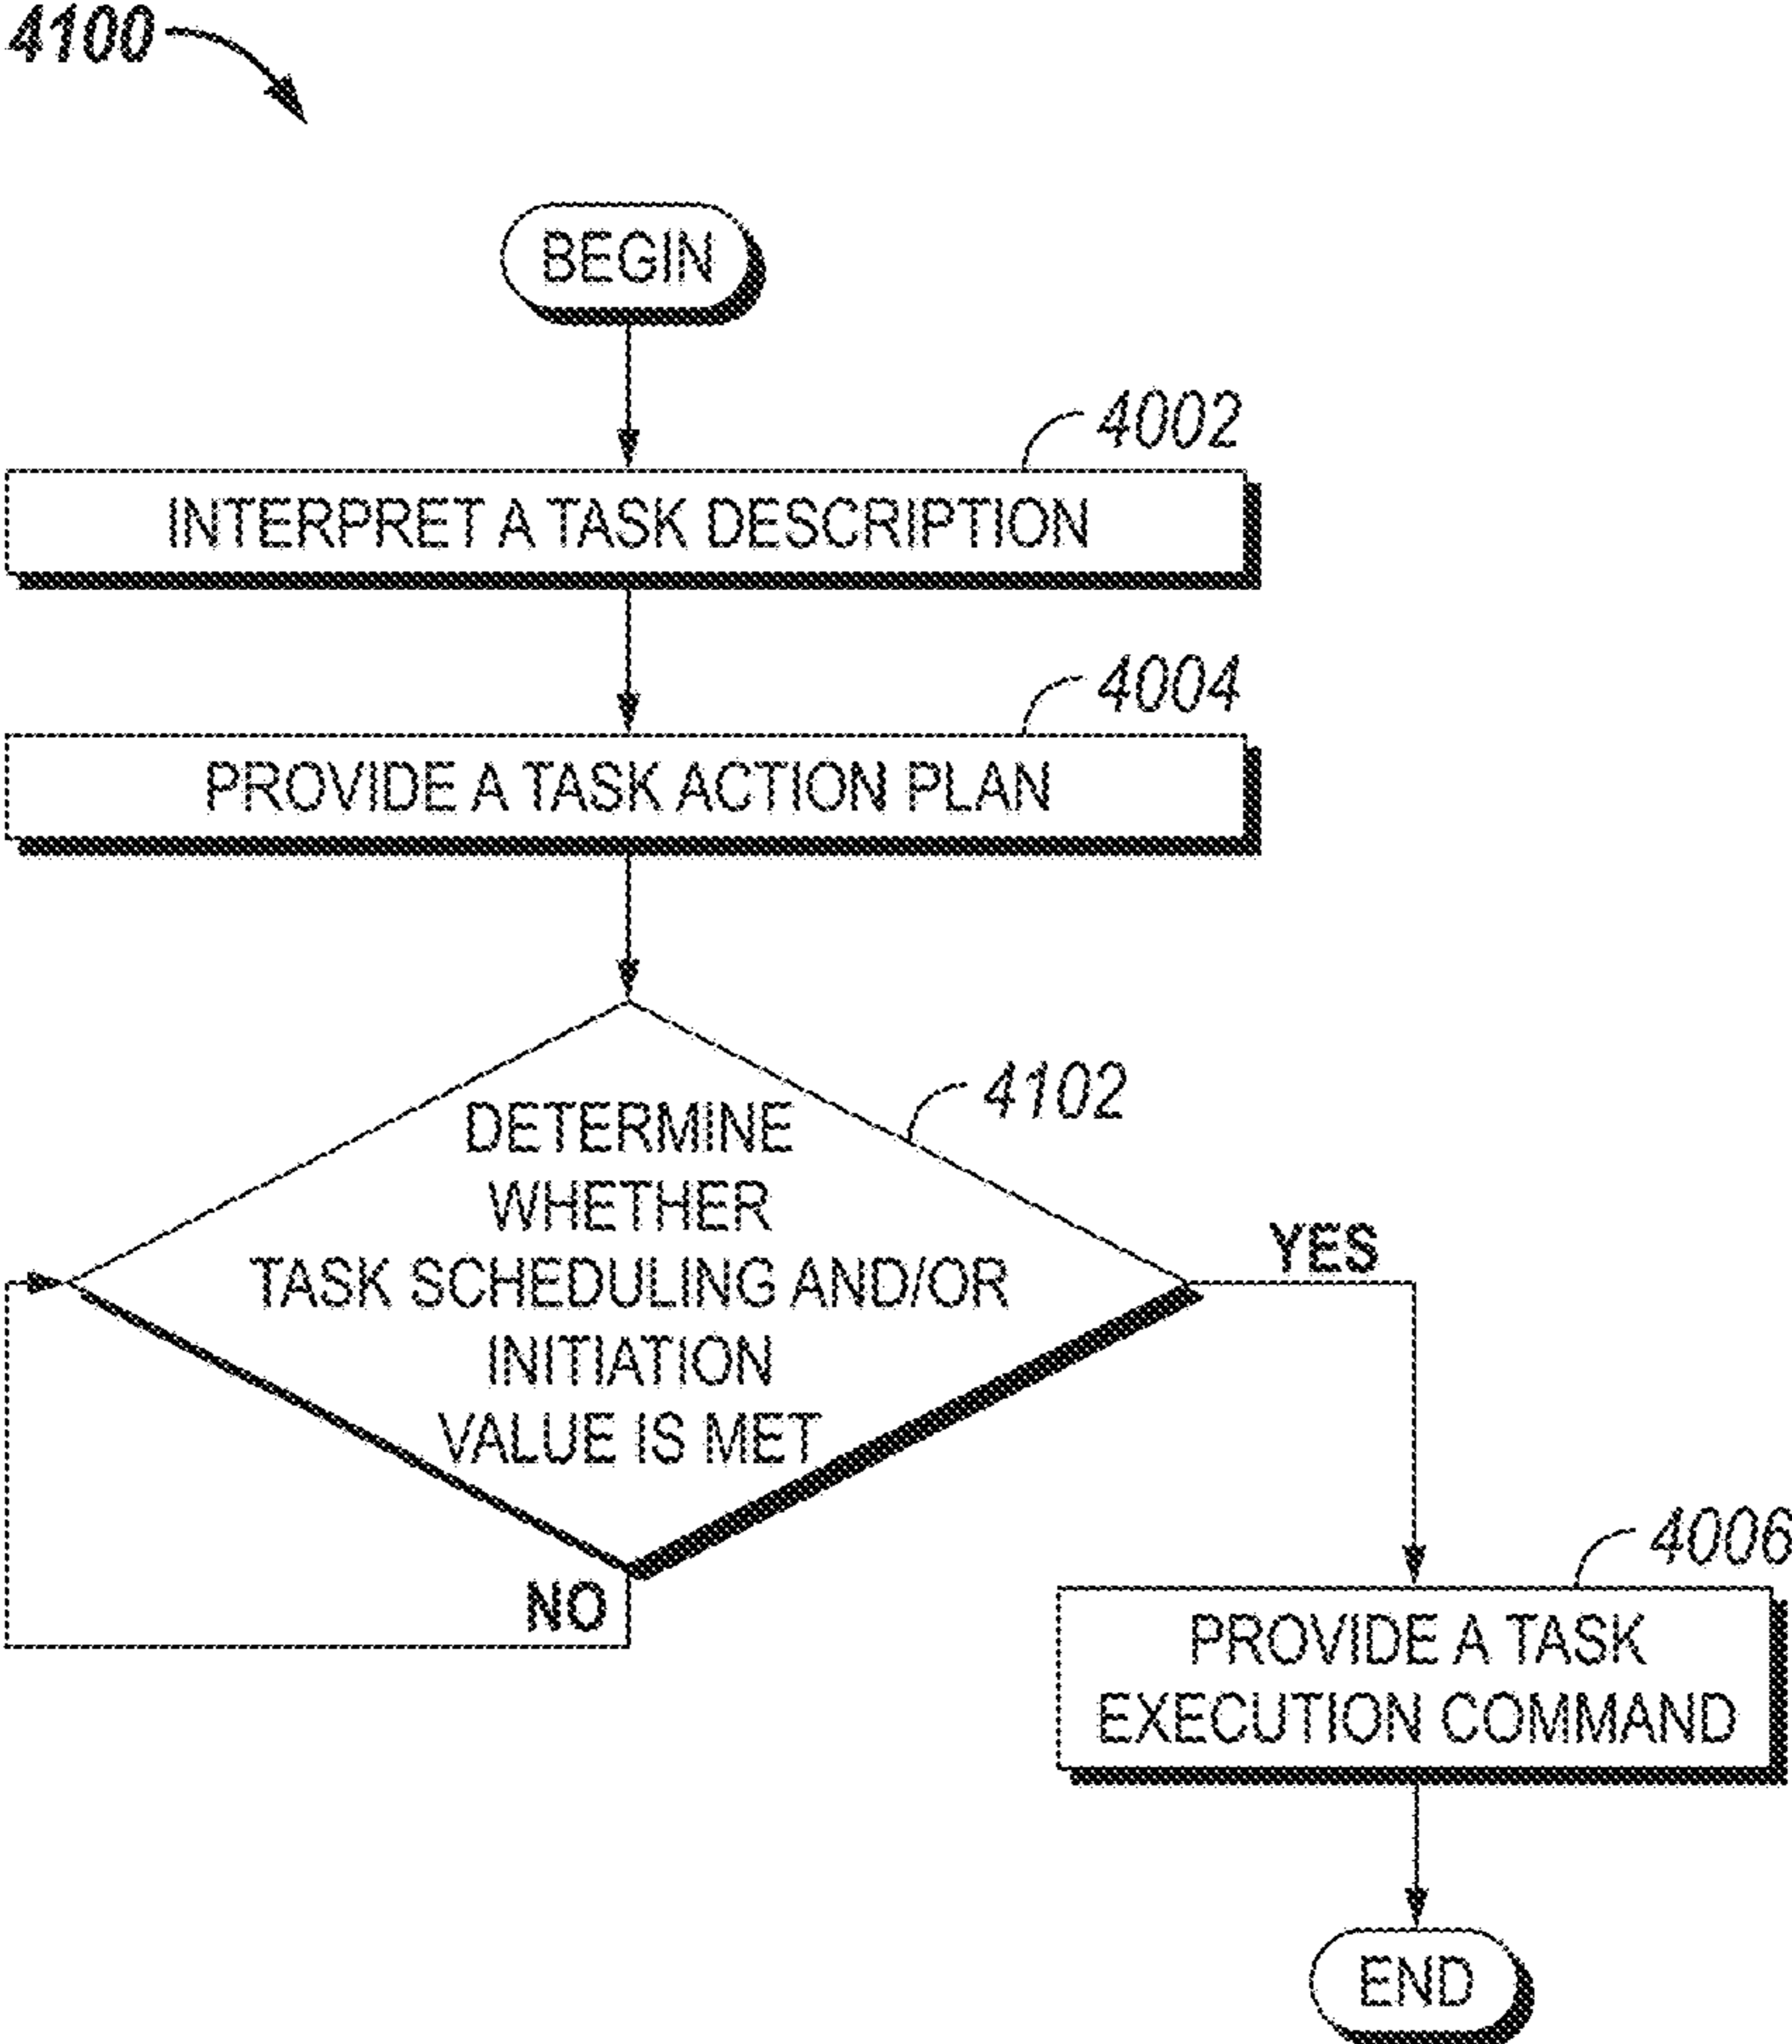 4100
BEGIN
4002
INTERPRET A TASK DESCRIPTION
4004
PROVIDE A TASK ACTION PLAN
4102
DETERMINE
WHETHER
TASK SCHEDULING AND/OR
INITIATION
VALUE IS MET
YES
NO
4006
PROVIDE A TASK
EXECUTION COMMAND
END